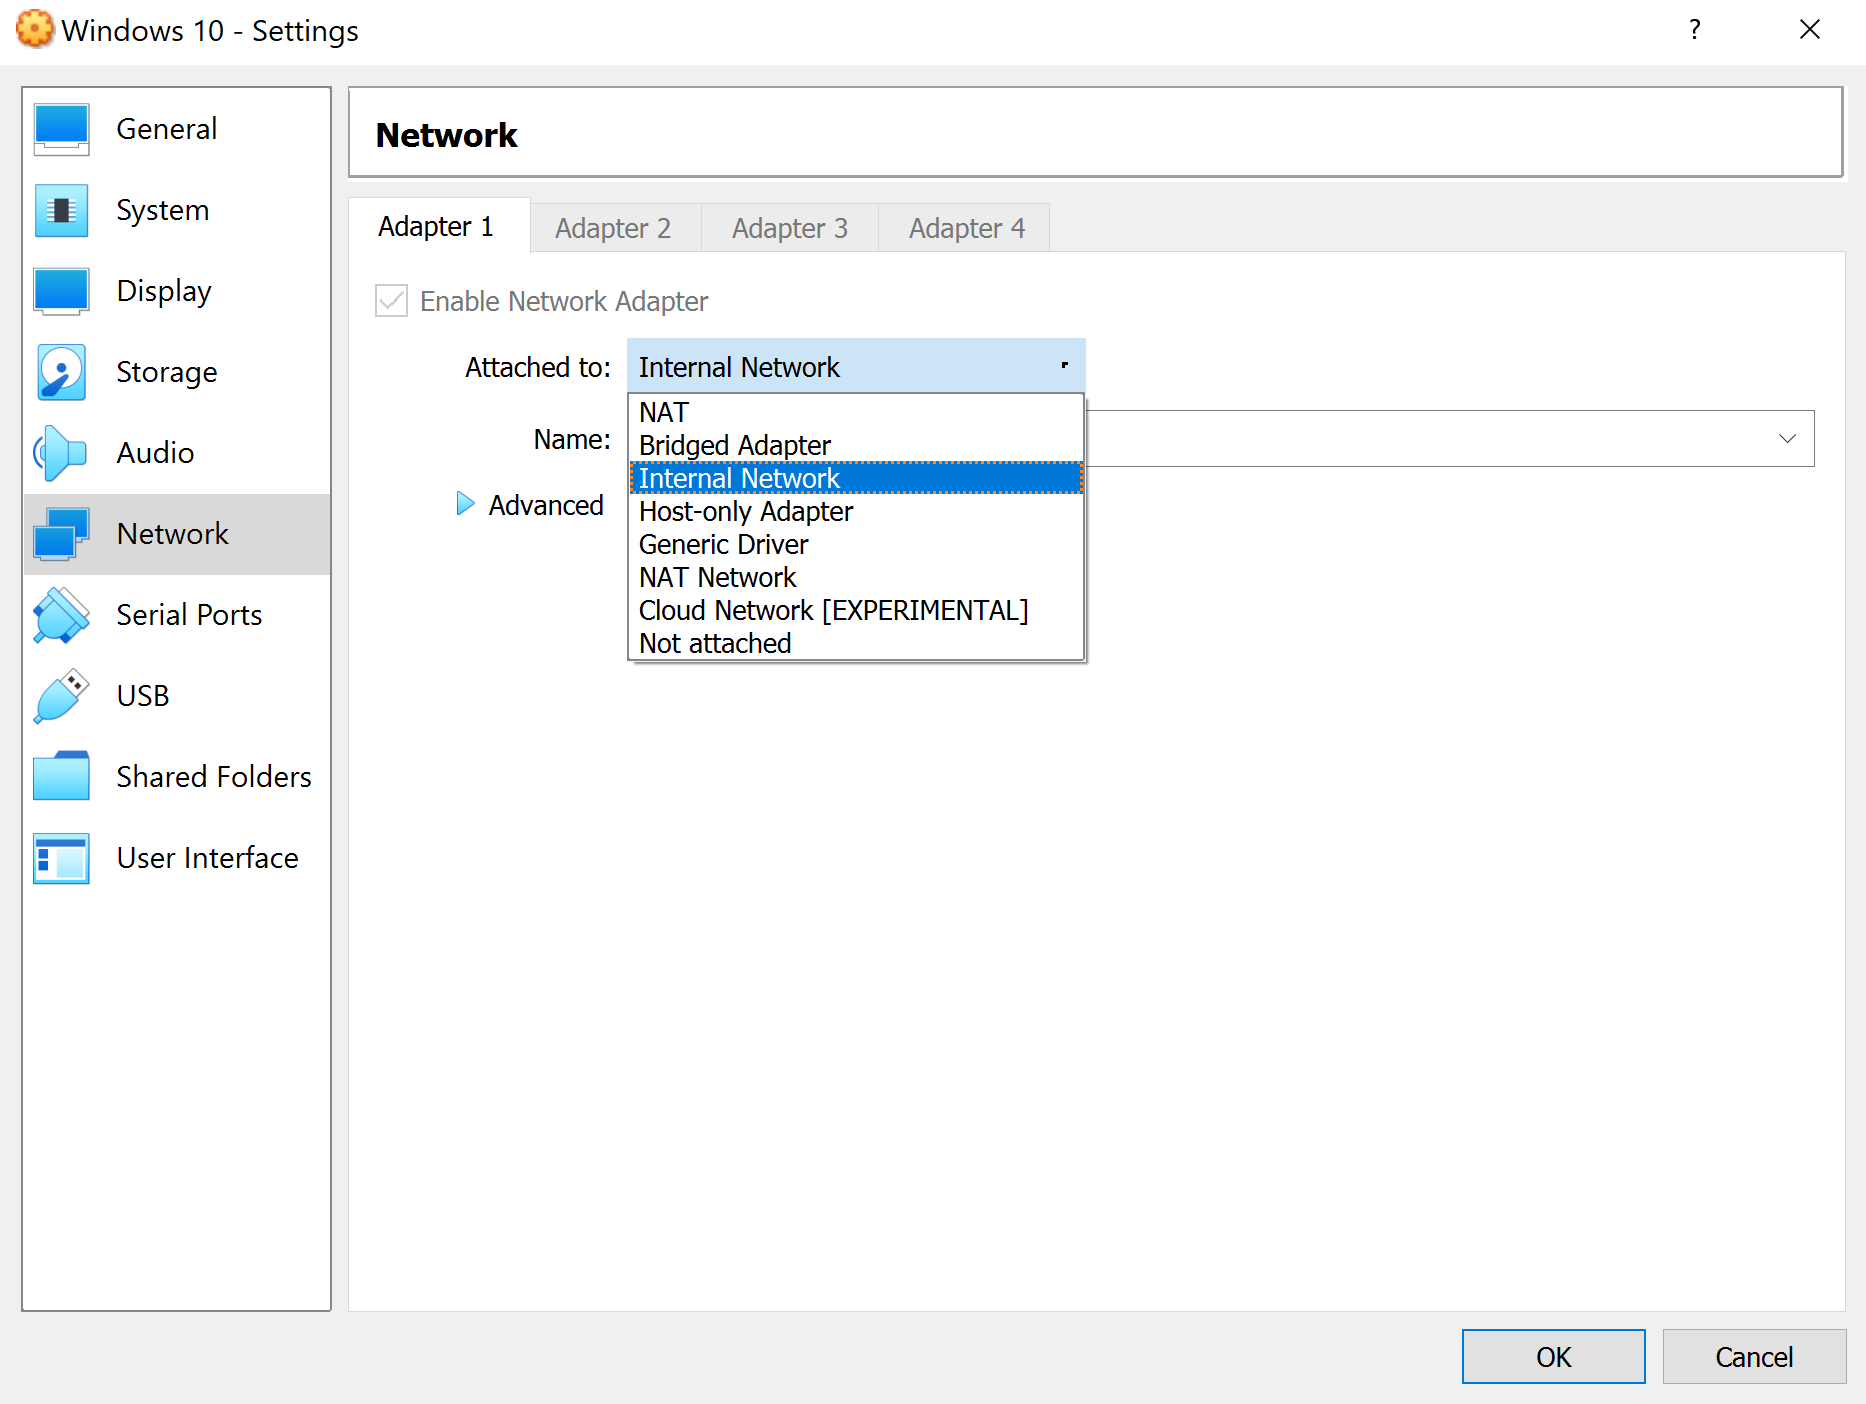 Windows 10 - Settings
?
General
System
Display
Storage
Audio
Network
Serial Ports
USB
Shared Folders
User Interface
Network
Adapter 1
Adapter 2
Adapter 3
Adapter 4
Enable Network Adapter
Attached to: Internal Network
NAT
Name:
Bridged Adapter
Internal Network
Advanced
Host-only Adapter
Generic Driver
NAT Network
Cloud Network [EXPERIMENTAL]
Not attached
OK
Cancel